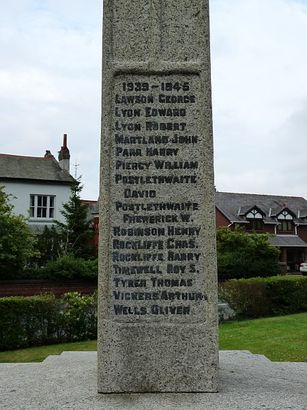 1939 - 1945
LAWSON GEORGE
LYON EDWARD
LYON ROBERT
MARTLAND JOHN
PARR HARRY
PIERCY WILLIAM
POSTLETHWAITE
DAVID
POSTLETHWAITE
FREDERICK W.
ROBINSON HENRY
ROCKLIFFE CHAS.
ROCKLIFFE HARRY
TIMEWELL ROY S.
TYRER THOMAS
VICKERS ARTHUR
WELLS OLIVER